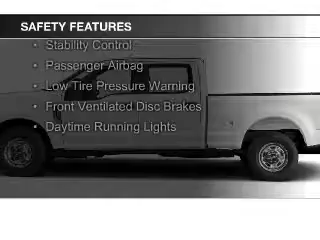 SAFETY FEATURES
• Stability Control
• Passenger Airbag
• Low Tire Pressure Warning
• Front Ventilated Disc Brakes
• Daytime Running Lights